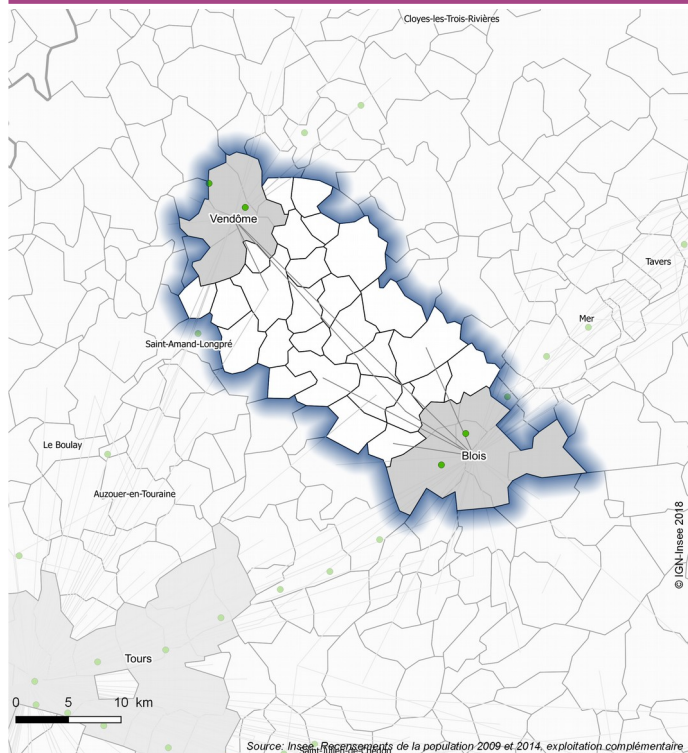 Cloyes-les-Trois-Rivières
Vendôme
Tavers
Mer
Saint-Amand-Longpré
Le Boulay
Blois
Auzouer-en-Touraine
© IGN-Insee 2018
Tours
0 5 10 km
Source: Insee, Recensements de la population 2009 et 2014, exploitation complémentaire